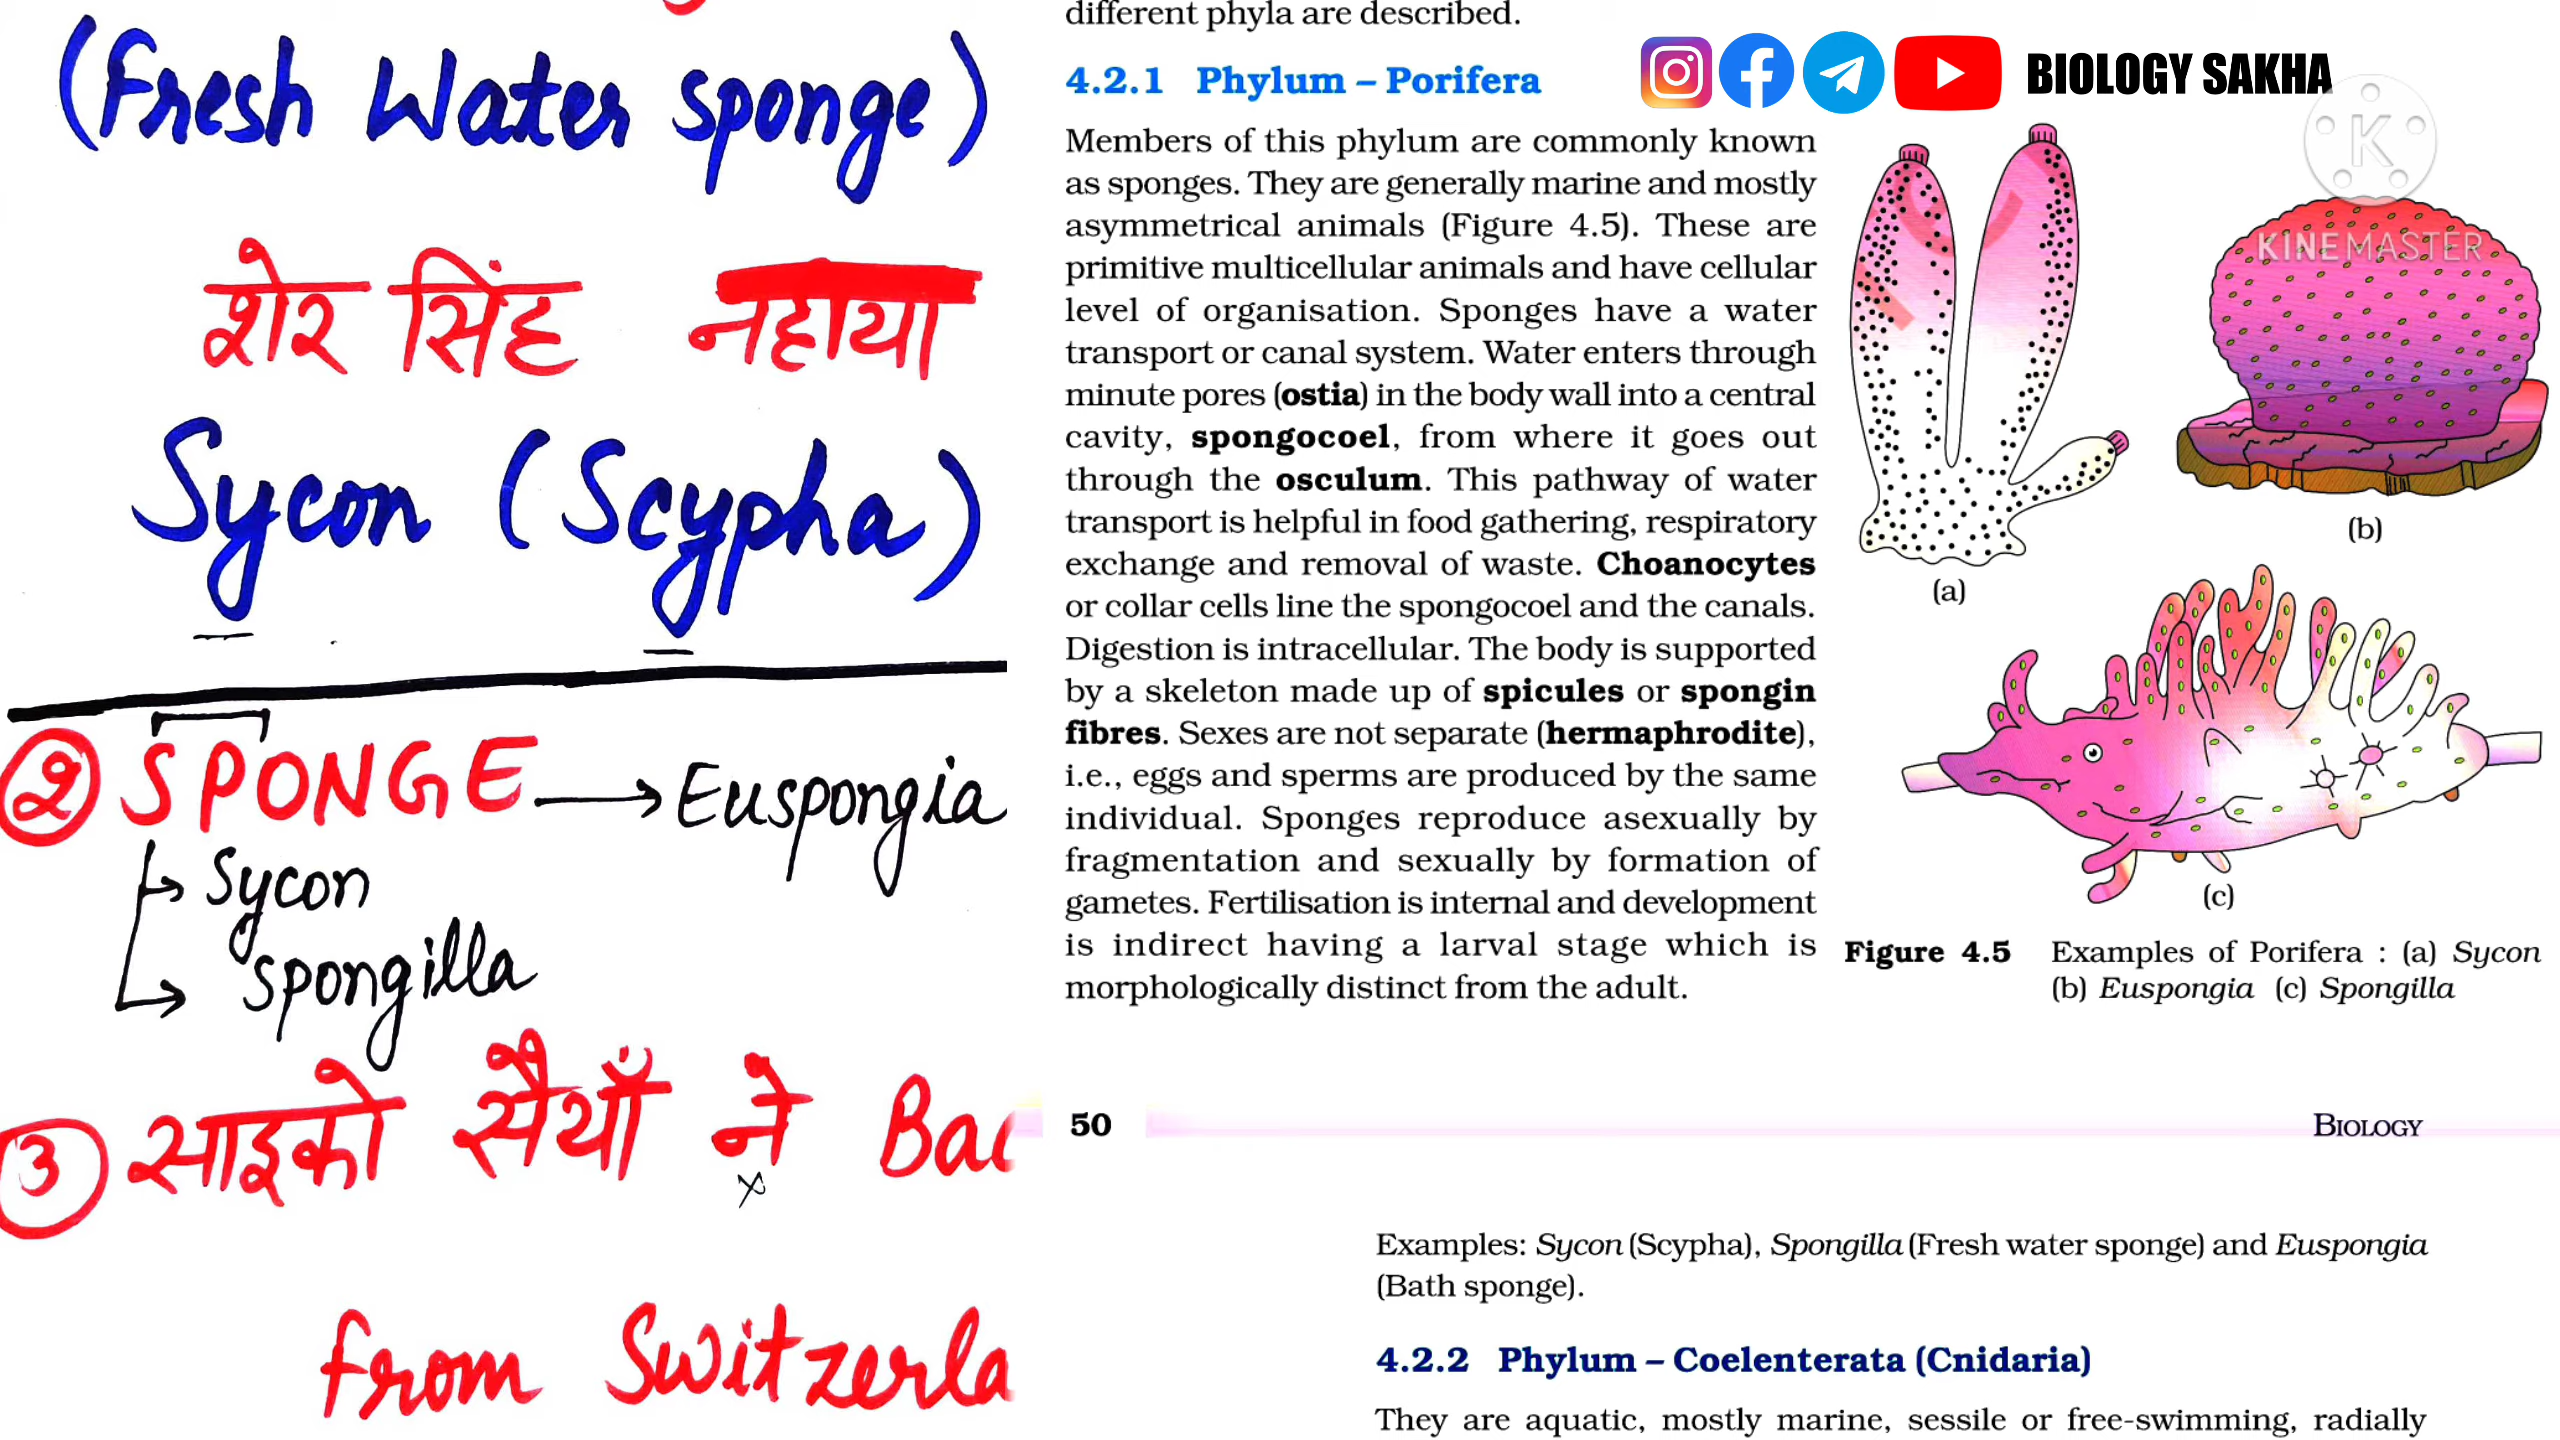 (Fresh Water sponge)
शेर सिंह नहाया
Sycon (Scypha)
② SPONGE → Euspongia
Sycon
Spongilla
③ साइको सैयाँ ने
from
different phyla are described.
4.2.1 Phylum – Porifera
BIOLOGY SAKHA
K
KINEMASTER
Members of this phylum are commonly known
as sponges. They are generally marine and mostly
asymmetrical animals (Figure 4.5). These are
primitive multicellular animals and have cellular
level of organisation. Sponges have a water
transport or canal system. Water enters through
minute pores (ostia) in the body wall into a central
cavity, spongocoel, from where it goes out
through the osculum. This pathway of water
transport is helpful in food gathering, respiratory
exchange and removal of waste. Choanocytes
or collar cells line the spongocoel and the canals.
Digestion is intracellular. The body is supported
by a skeleton made up of spicules or spongin
fibres. Sexes are not separate (hermaphrodite),
i.e., eggs and sperms are produced by the same
individual. Sponges reproduce asexually by
fragmentation and sexually by formation of
gametes. Fertilisation is internal and development
is indirect having a larval stage which is
morphologically distinct from the adult.
(a)
(b)
(c)
Figure 4.5 Examples of Porifera : (a) Sycon
(b) Euspongia (c) Spongilla
50
BIOLOGY
Examples: Sycon (Scypha), Spongilla (Fresh water sponge) and Euspongia
(Bath sponge).
4.2.2 Phylum – Coelenterata (Cnidaria)
They are aquatic, mostly marine, sessile or free-swimming, radially